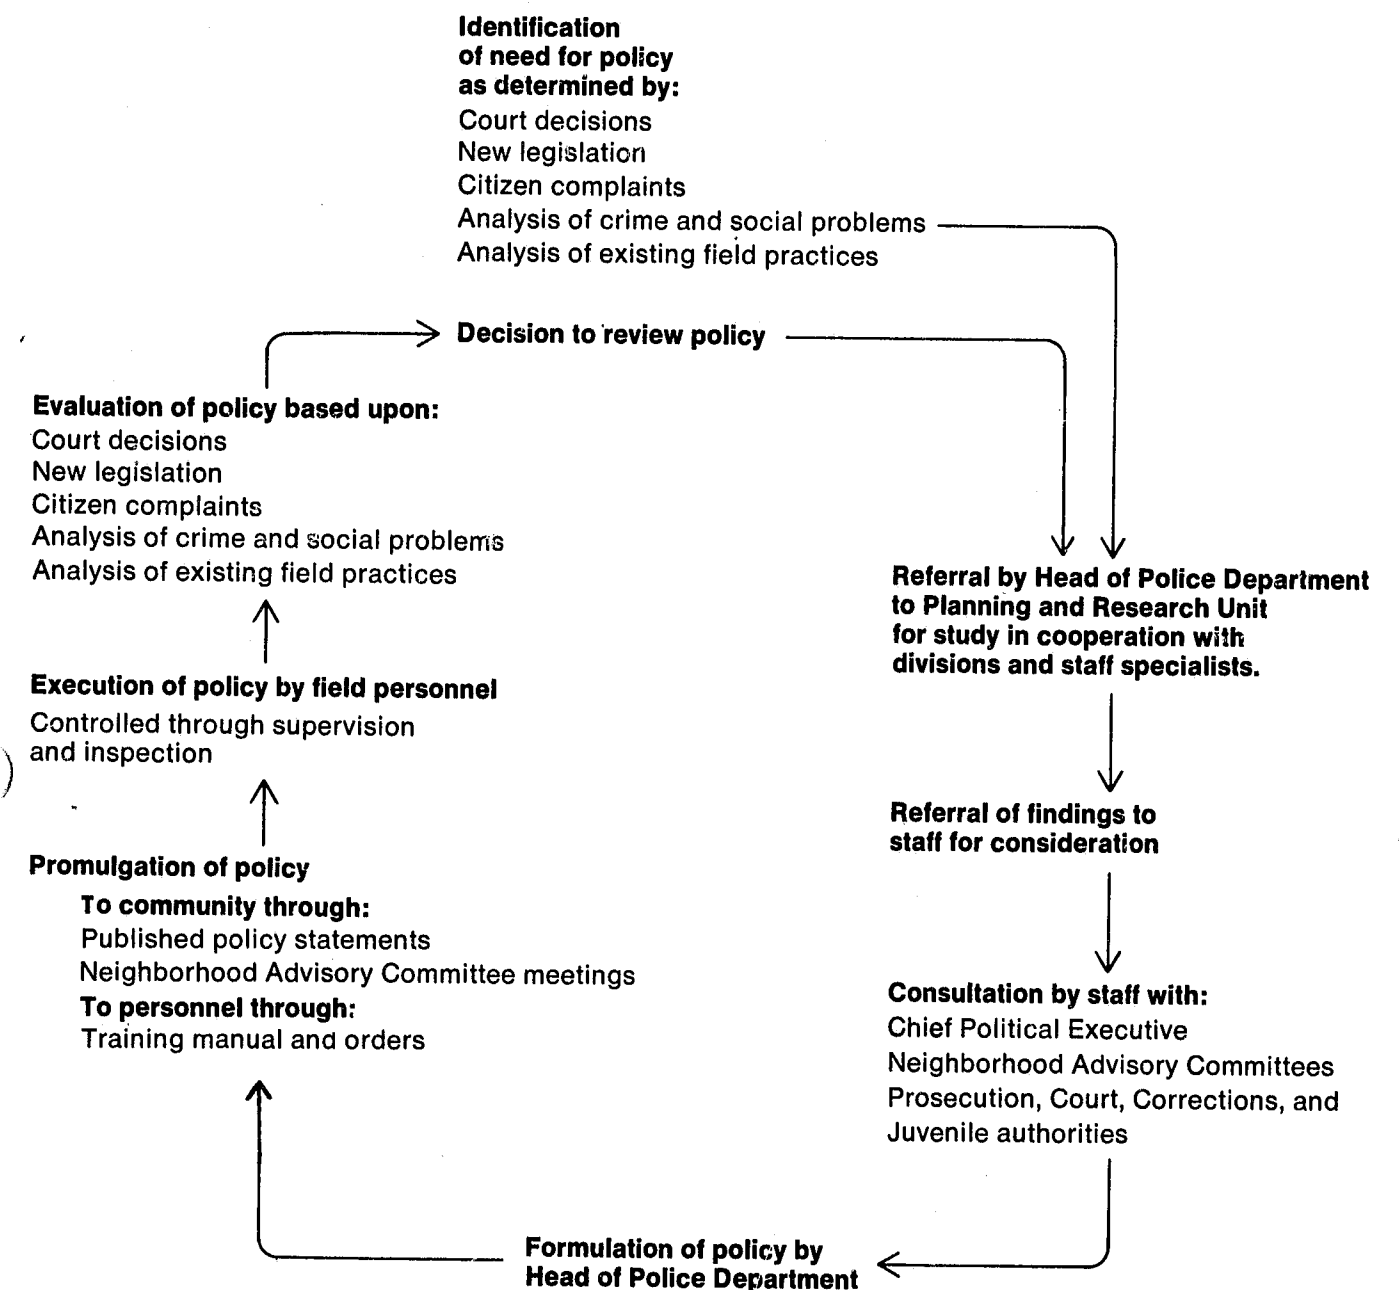 Identification
of need for policy
as determined by:
Court decisions
New legislation
Citizen complaints
Analysis of crime and social problems
Analysis of existing field practices
Decision to review policy
Evaluation of policy based upon:
Court decisions
New legislation
Citizen complaints
Analysis of crime and social problems
Analysis of existing field practices
Referral by Head of Police Department
to Planning and Research Unit
for study in cooperation with
divisions and staff specialists.
Execution of policy by field personnel
Controlled through supervision
and inspection
Referral of findings to
staff for consideration
Promulgation of policy
To community through:
Published policy statements
Neighborhood Advisory Committee meetings
To personnel through:
Training manual and orders
Consultation by staff with:
Chief Political Executive
Neighborhood Advisory Committees
Prosecution, Court, Corrections, and
Juvenile authorities
Formulation of policy by
Head of Police Department